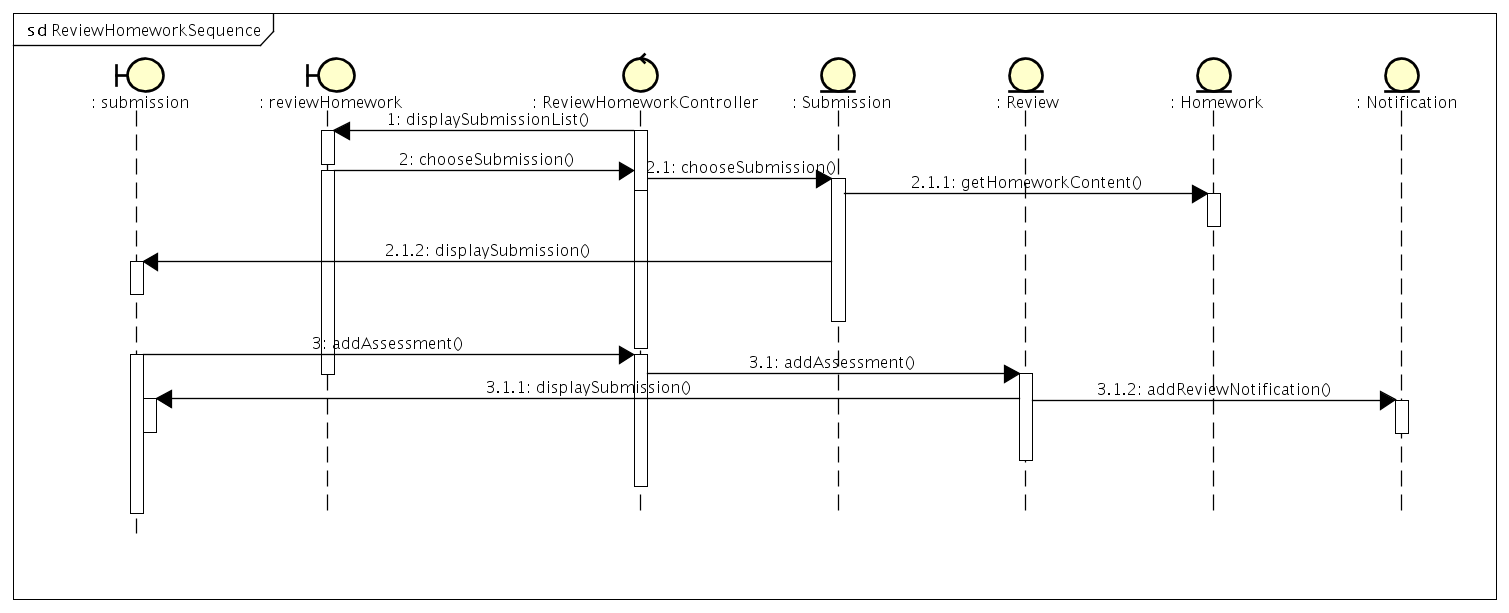 sd ReviewHomeworkSequence
: submission
: reviewHomework
: ReviewHomeworkController
: Submission
: Review
: Homework
: Notification
1: displaySubmissionList()
2: chooseSubmission()
2.1: chooseSubmission()
2.1.1: getHomeworkContent()
2.1.2: displaySubmission()
3: addAssessment()
3.1: addAssessment()
3.1.1: displaySubmission()
3.1.2: addReviewNotification()